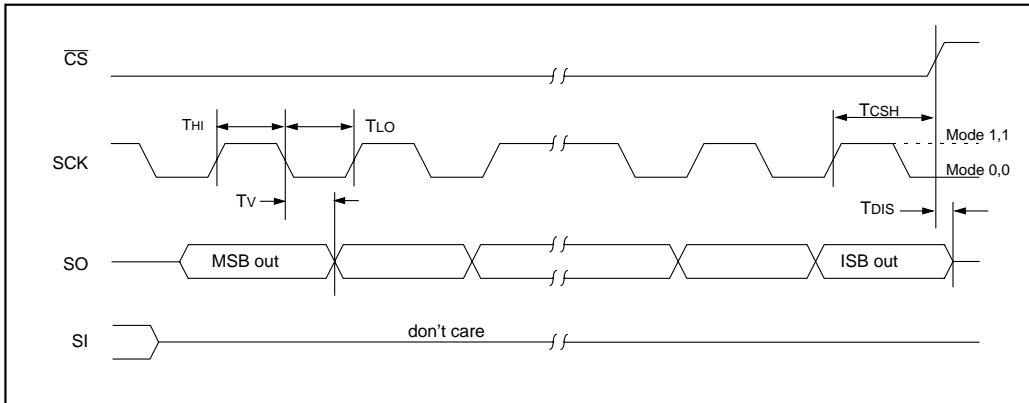 CS
THI
TLO
TCSH
SCK
Mode 1,1
Mode 0,0
TV
TDIS
SO
MSB out
ISB out
SI
don't care